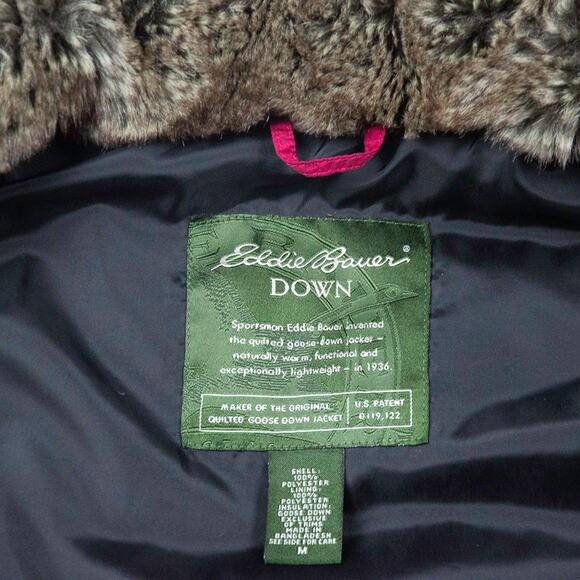 Eddie Bauer®
DOWN
Sportsman Eddie Bauer invented
the quilted goose-down jacket —
naturally warm, functional and
exceptionally lightweight – in 1936.
MAKER OF THE ORIGINAL
QUILTED GOOSE DOWN JACKET
U.S. PATENT
D119,122
SHELL:
100%
POLYESTER
LINING:
100%
POLYESTER
INSULATION:
GOOSE DOWN
EXCLUSIVE
OF TRIMS
MADE IN
BANGLADESH
SEE SIDE FOR CARE
M